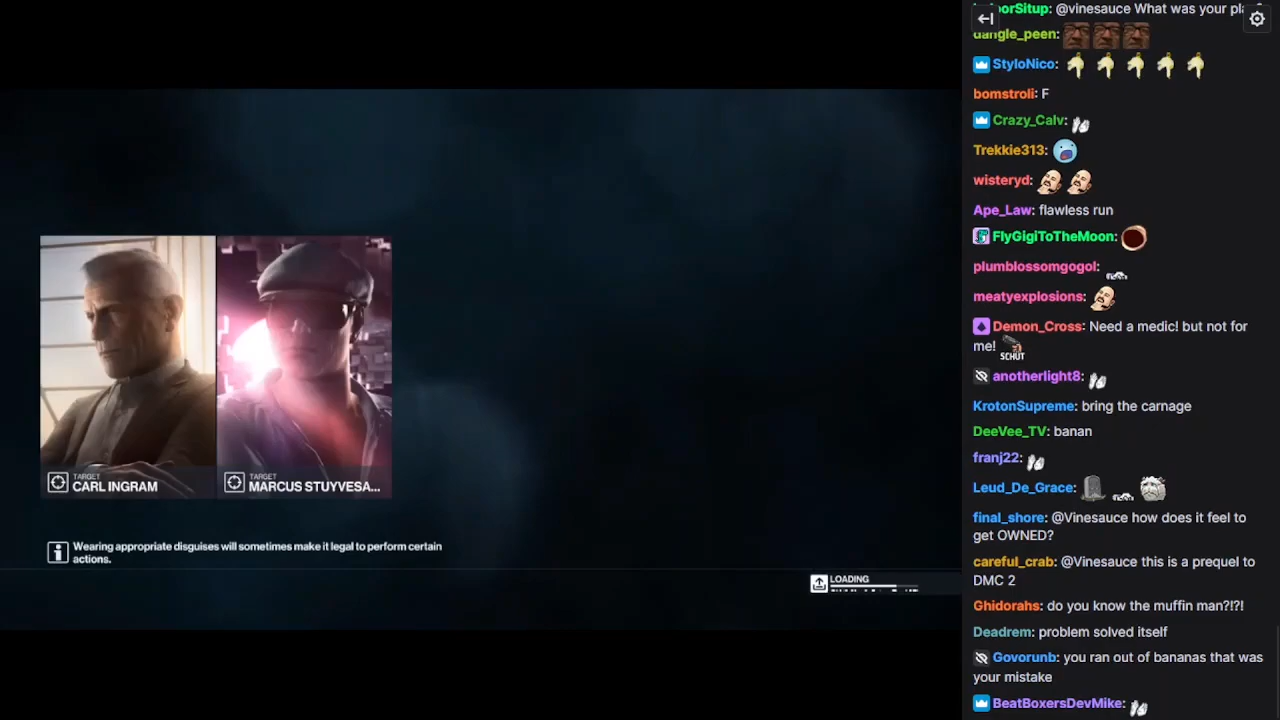 TARGET
CARL INGRAM
TARGET
MARCUS STUYVESA...
Wearing appropriate disguises will sometimes make it legal to perform certain
actions.
LOADING
@vinesauce What was your
dangle_peen:
StyloNico:
bomstroli: F
Crazy_Calv:
Trekkie313:
wisteryd:
Ape_Law: flawless run
FlyGigiToTheMoon:
plumblossomgogol:
meatyexplosions:
Demon_Cross: Need a medic! but not for
me! SCHUT
anotherlight8:
KrotonSupreme: bring the carnage
DeeVee_TV: banan
franj22:
Leud_De_Grace:
final_shore: @Vinesauce how does it feel to
get OWNED?
careful_crab: @Vinesauce this is a prequel to
DMC 2
Ghidorahs: do you know the muffin man?!?!
Deadrem: problem solved itself
Govorunb: you ran out of bananas that was
your mistake
BeatBoxersDevMike: